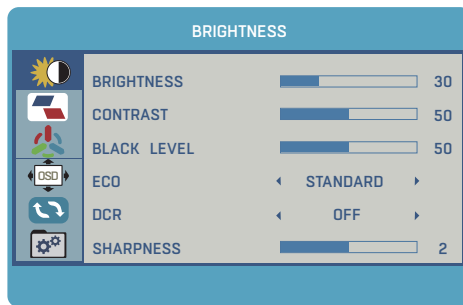 BRIGHTNESS
BRIGHTNESS 30
CONTRAST 50
BLACK LEVEL 50
OSD ECO STANDARD
DCR OFF
SHARPNESS 2